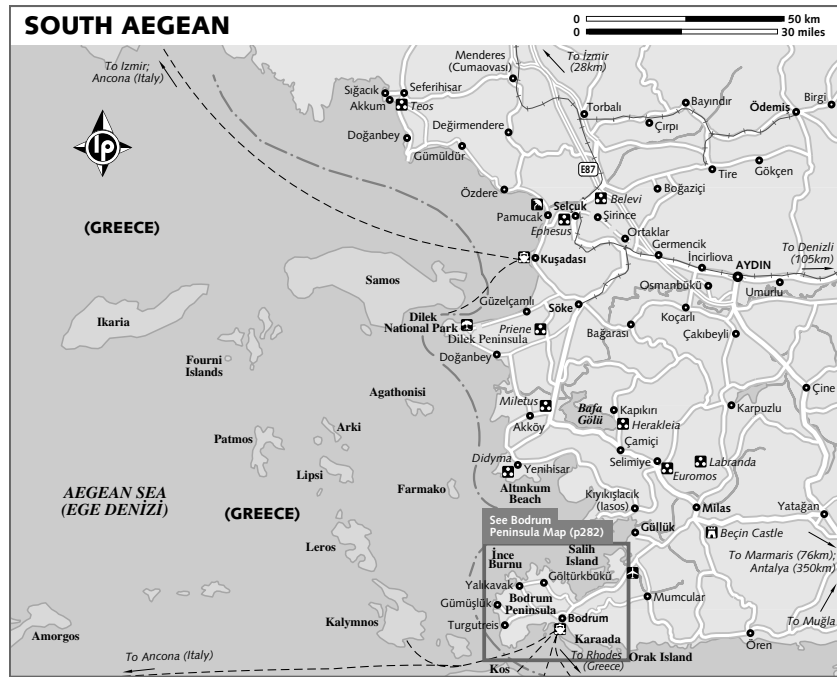 SOUTH AEGEAN
0 50 km
0 30 miles
To Izmir;
Ancona (Italy)
Menderes
(Cumaovası)
To İzmir
(28km)
Sığacık
Seferihisar
Akkum
Teos
Torbalı
Bayındır
Ödemiş
Birgi
Doğanbey
Değirmendere
Çırpı
Gümüldür
lp
E87
Tire
Gökçen
Özdere
Boğaziçi
Belevi
Selçuk
Pamucak
Ephesus
Şirince
(GREECE)
Ortaklar
Germencik
To Denizli
(105km)
Kuşadası
İncirliova
AYDIN
Samos
Osmanbükü
Umurlu
Güzelçamlı
Söke
Koçarlı
Ikaria
Dilek
National Park
Dilek Peninsula
Priene
Bağarası
Çakıbeyli
Fourni
Islands
Doğanbey
Çine
Agathonisi
Miletus
Bafa
Gölü
Kapıkırı
Karpuzlu
Herakleia
Akköy
Arki
Patmos
Çamiçi
Didyma
Selimiye
Labranda
Lipsi
Yenihisar
Euromos
Farmako
Altınkum
Beach
Kıyıkışlacık
(Iasos)
AEGEAN SEA
(EGE DENİZİ)
(GREECE)
Milas
Yatağan
See Bodrum
Peninsula Map (p282)
Güllük
Beçin Castle
Leros
İnce
Burnu
Salih
Island
To Marmaris (76km);
Antalya (350km)
Göltürkbükü
Yalıkavak
Bodrum
Peninsula
Mumcular
Gümüşlük
Kalymnos
Turgutreis
Bodrum
To Muğla
Amorgos
Karaada
Ören
To Ancona (Italy)
To Rhodes
(Greece)
Orak Island
Kos